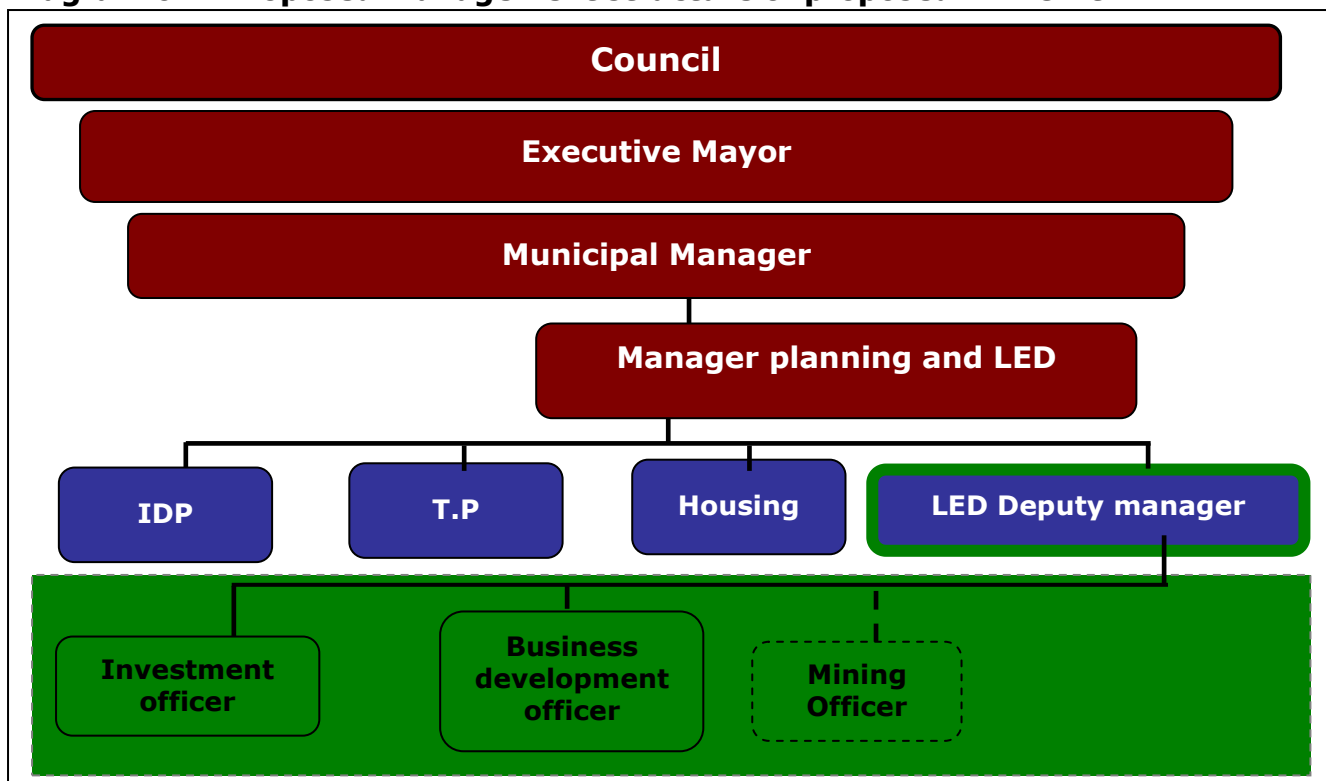 Council
Executive Mayor
Municipal Manager
Manager planning and LED
IDP
T.P
Housing
LED Deputy manager
Investment
officer
Business
development
officer
Mining
Officer